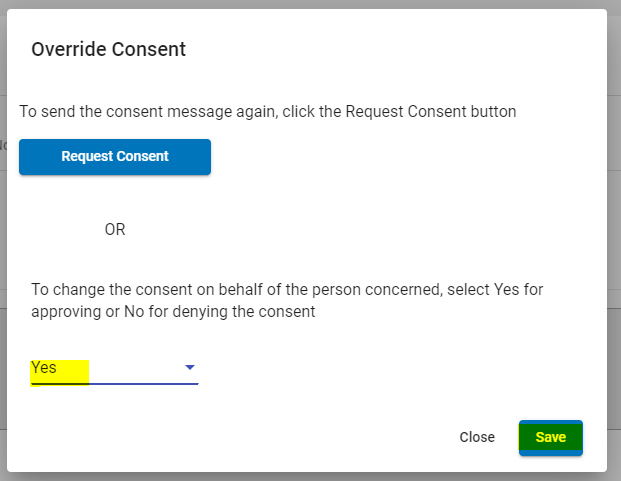 Override Consent
To send the consent message again, click the Request Consent button
Request Consent
OR
To change the consent on behalf of the person concerned, select Yes for
approving or No for denying the consent
Yes
Close
Save